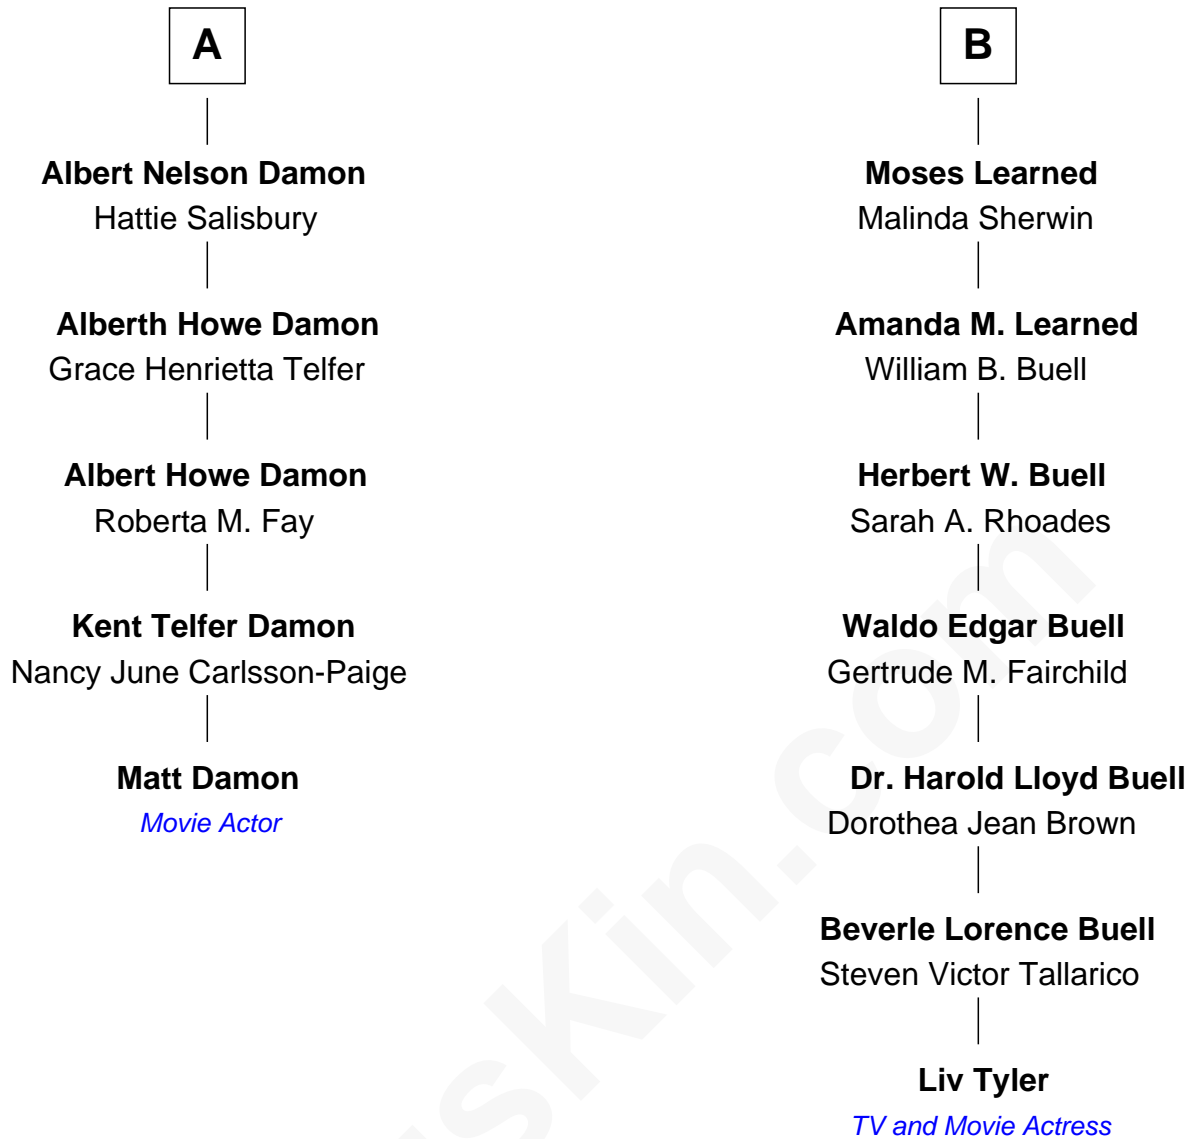 A
Albert Nelson Damon
Hattie Salisbury
Alberth Howe Damon
Grace Henrietta Telfer
Albert Howe Damon
Roberta M. Fay
Kent Telfer Damon
Nancy June Carlsson-Paige
Matt Damon
Movie Actor
B
Moses Learned
Malinda Sherwin
Amanda M. Learned
William B. Buell
Herbert W. Buell
Sarah A. Rhoades
Waldo Edgar Buell
Gertrude M. Fairchild
Dr. Harold Lloyd Buell
Dorothea Jean Brown
Beverle Lorence Buell
Steven Victor Tallarico
Liv Tyler
TV and Movie Actress
sKin.com